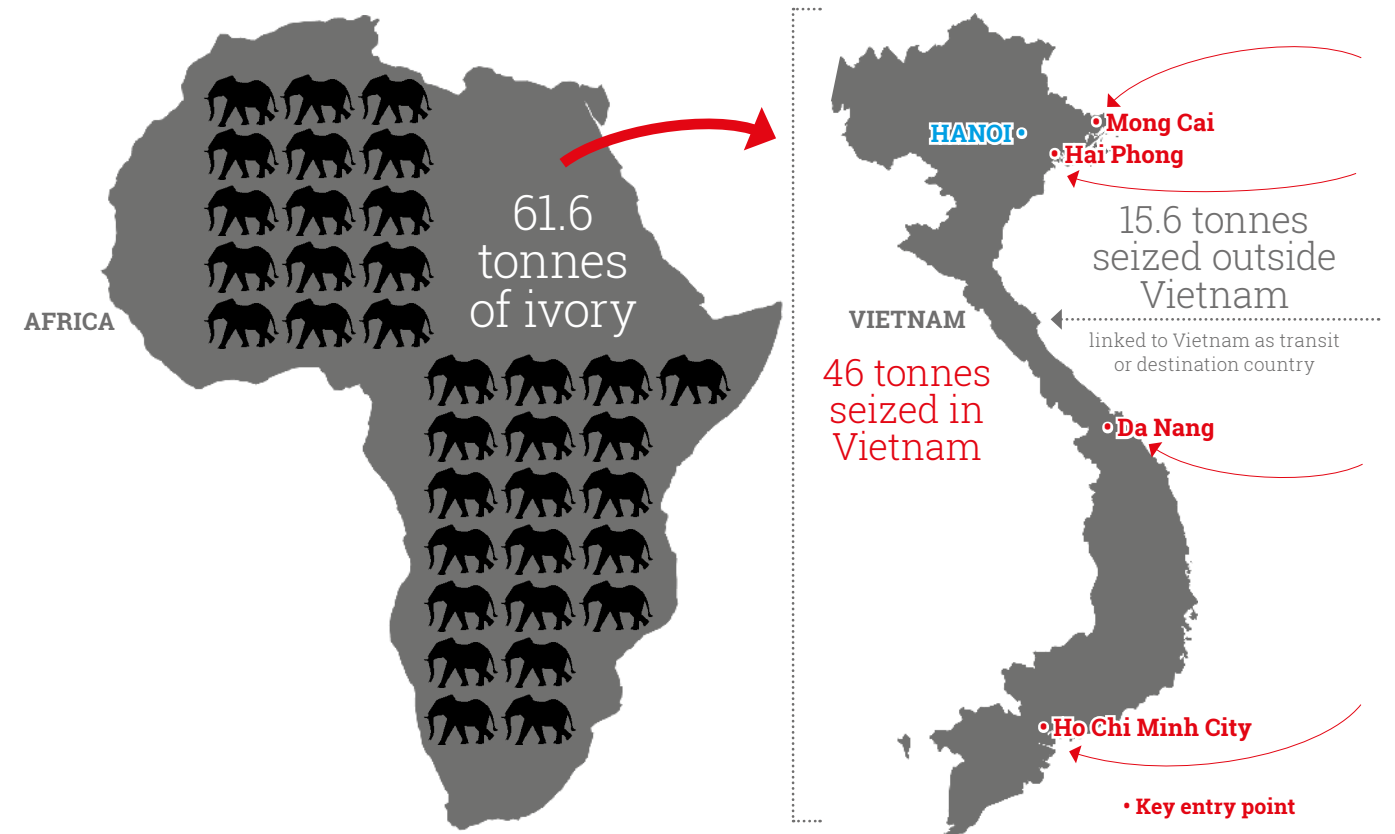 AFRICA
61.6
tonnes
of ivory
HANOI
Mong Cai
Hai Phong
15.6 tonnes
seized outside
Vietnam
linked to Vietnam as transit
or destination country
VIETNAM
46 tonnes
seized in
Vietnam
Da Nang
Ho Chi Minh City
• Key entry point